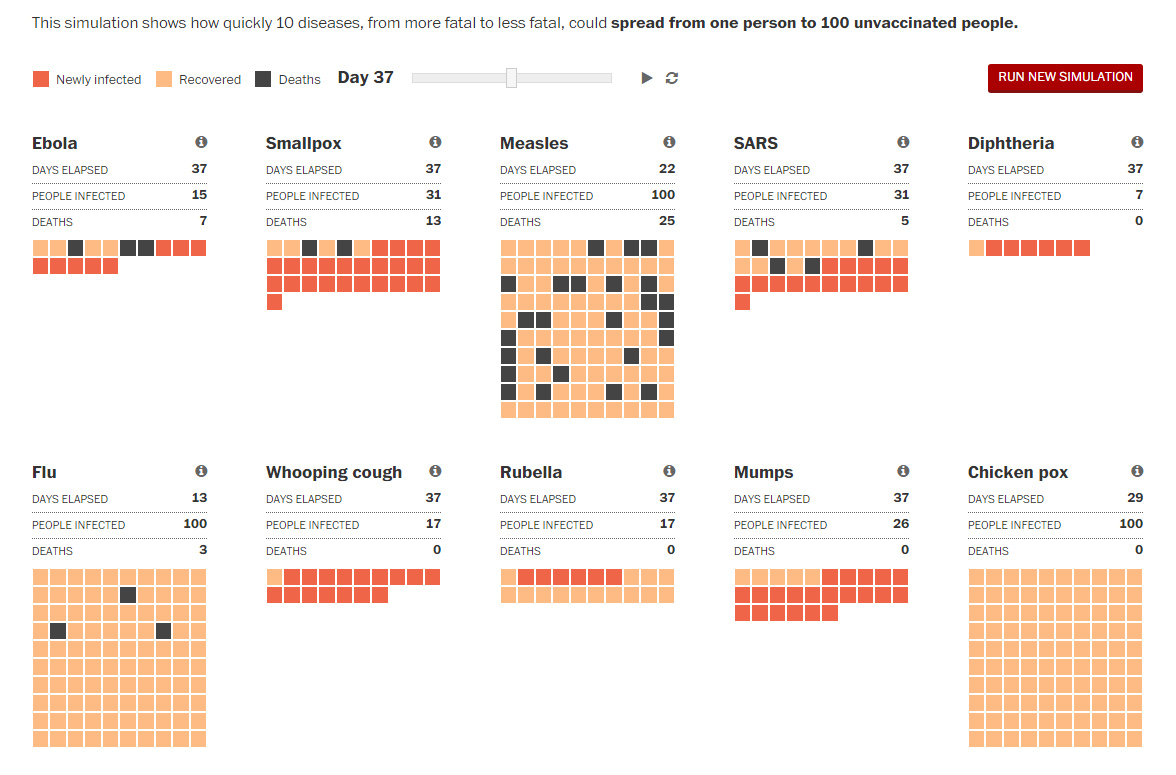 This simulation shows how quickly 10 diseases, from more fatal to less fatal, could spread from one person to 100 unvaccinated people.
Newly infected Recovered Deaths Day 37 RUN NEW SIMULATION
Ebola Smallpox Measles SARS Diphtheria
DAYS ELAPSED 37 DAYS ELAPSED 37 DAYS ELAPSED 22 DAYS ELAPSED 37 DAYS ELAPSED 37
PEOPLE INFECTED 15 PEOPLE INFECTED 31 PEOPLE INFECTED 100 PEOPLE INFECTED 31 PEOPLE INFECTED 7
DEATHS 7 DEATHS 13 DEATHS 25 DEATHS 5 DEATHS 0
Flu Whooping cough Rubella Mumps Chicken pox
DAYS ELAPSED 13 DAYS ELAPSED 37 DAYS ELAPSED 37 DAYS ELAPSED 37 DAYS ELAPSED 29
PEOPLE INFECTED 100 PEOPLE INFECTED 17 PEOPLE INFECTED 17 PEOPLE INFECTED 26 PEOPLE INFECTED 100
DEATHS 3 DEATHS 0 DEATHS 0 DEATHS 0 DEATHS 0